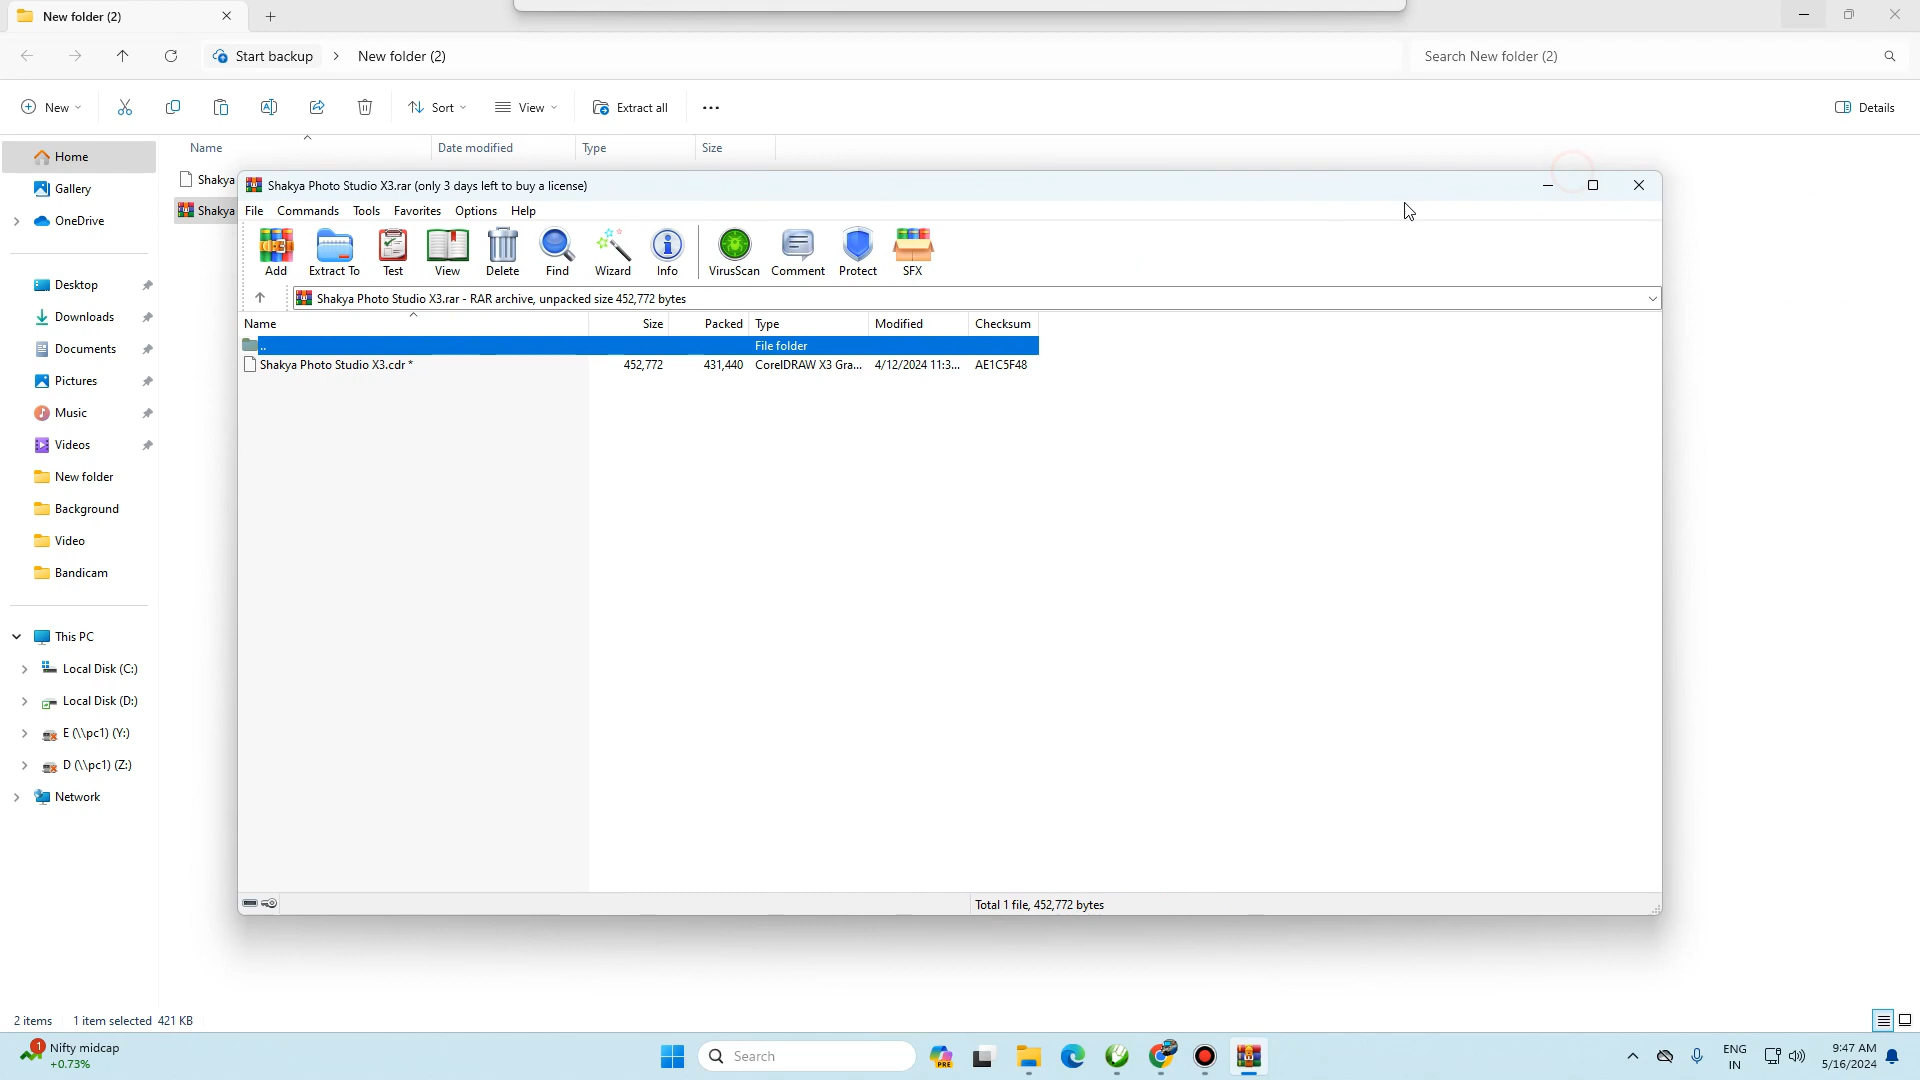 New folder (2)
Start backup > New folder (2)
Search New folder (2)
New
Sort
View
Extract all
Details
Name Date modified Type Size
Home
Gallery
OneDrive
Desktop
Downloads
Documents
Pictures
Music
Videos
New folder
Background
Video
Bandicam
This PC
Local Disk (C:)
Local Disk (D:)
E (\\pc1) (Y:)
D (\\pc1) (Z:)
Network
Shakya
Shakya
Shakya Photo Studio X3.rar (only 3 days left to buy a license)
File Commands Tools Favorites Options Help
Add Extract To Test View Delete Find Wizard Info VirusScan Comment Protect SFX
Shakya Photo Studio X3.rar - RAR archive, unpacked size 452,772 bytes
Name Size Packed Type Modified Checksum
.. File folder
Shakya Photo Studio X3.cdr * 452,772 431,440 CorelDRAW X3 Gra... 4/12/2024 11:3... AE1C5F48
Total 1 file, 452,772 bytes
2 items 1 item selected 421 KB
1
Nifty midcap
+0.73%
Search
PRE
ENG
IN
9:47 AM
5/16/2024